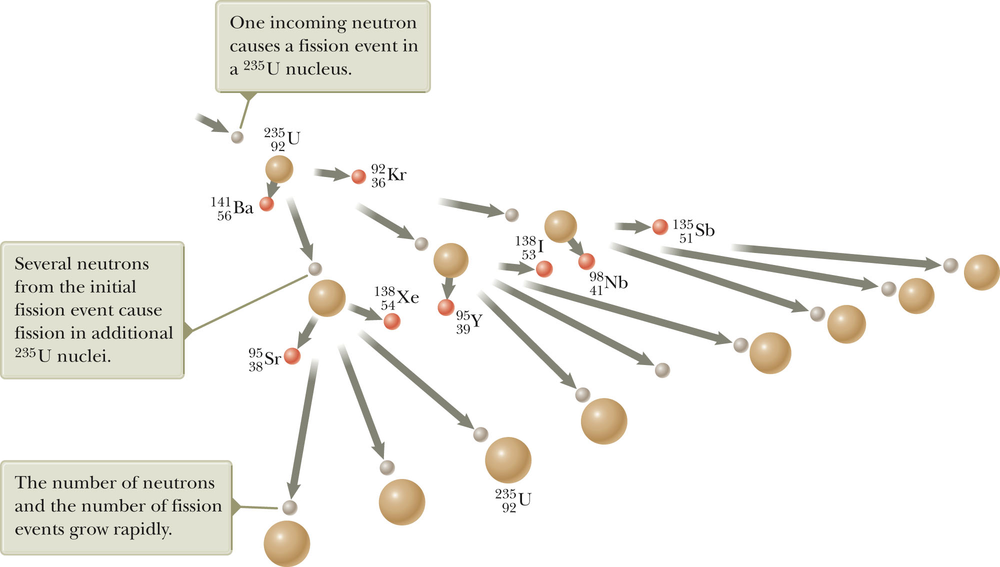 One incoming neutron
causes a fission event in
a ²³⁵U nucleus.
²³⁵₉₂U
⁹²₃₆Kr
¹⁴¹₅₆Ba
¹³⁵₅₁Sb
¹³⁸₅₃I
⁹⁸₄₁Nb
Several neutrons
from the initial
fission event cause
fission in additional
²³⁵U nuclei.
¹³⁸₅₄Xe
⁹⁵₃₉Y
⁹⁵₃₈Sr
The number of neutrons
and the number of fission
events grow rapidly.
²³⁵₉₂U